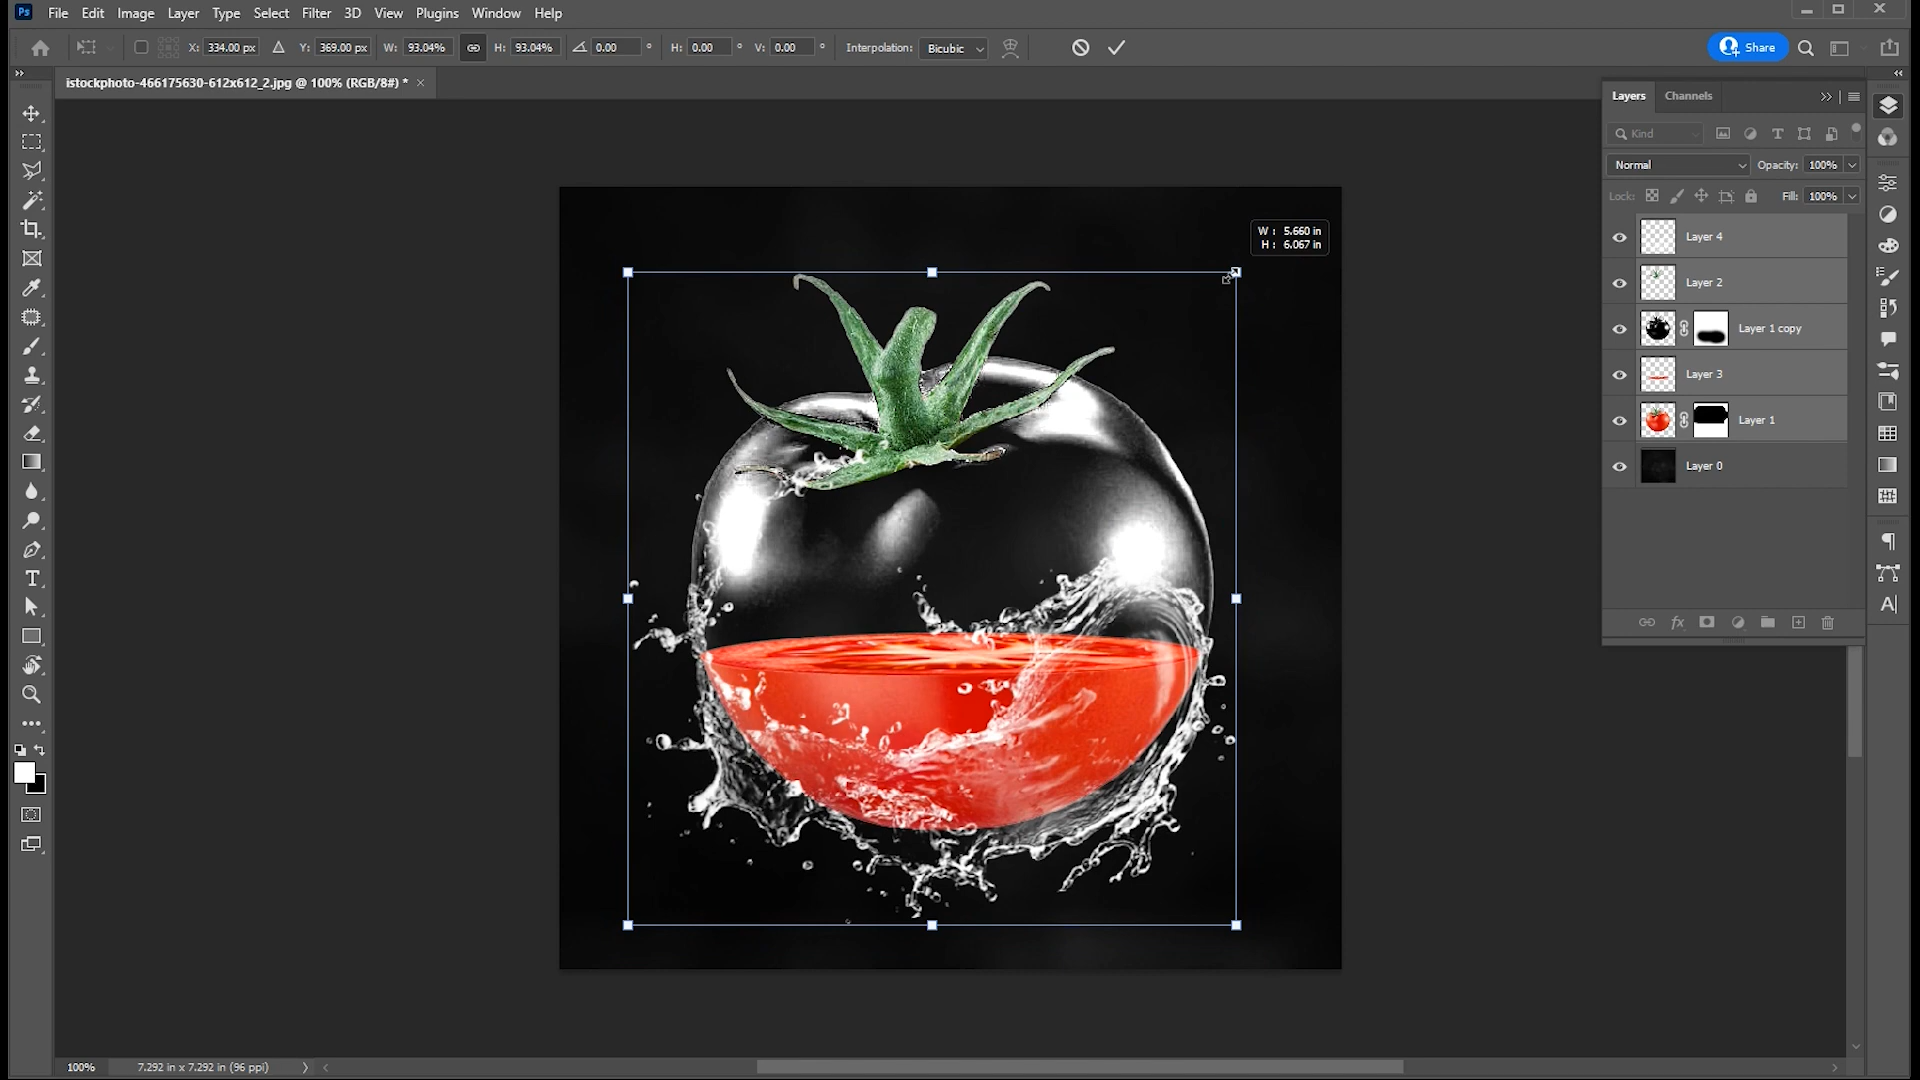 Ps File Edit Image Layer Type Select Filter 3D View Plugins Window Help
X: 334.00 px Y: 369.00 px W: 93.04% H: 93.04% 0.00 ° H: 0.00 ° V: 0.00 ° Interpolation: Bicubic Share
istockphoto-466175630-612x612_2.jpg @ 100% (RGB/8#) * ×
Layers Channels
Kind
Normal Opacity: 100%
Lock: Fill: 100%
W : 5.660 in
H : 6.067 in
Layer 4
Layer 2
Layer 1 copy
Layer 3
Layer 1
Layer 0
fx
100% 7.292 in x 7.292 in (96 ppi)